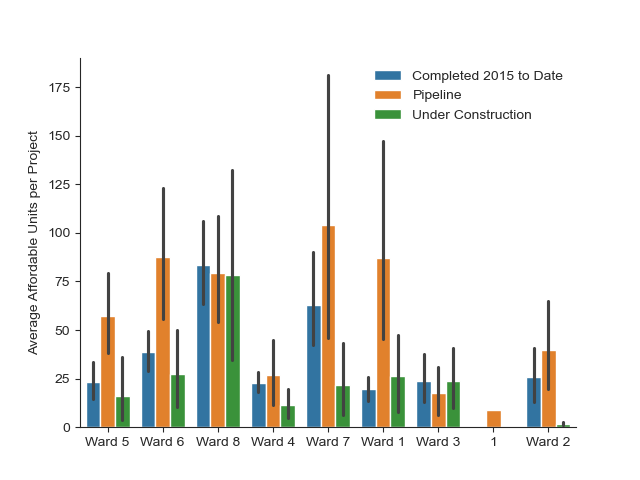 Completed 2015 to Date
Pipeline
Under Construction
Average Affordable Units per Project
175
150
125
100
75
50
25
0
Ward 5 Ward 6 Ward 8 Ward 4 Ward 7 Ward 1 Ward 3 1 Ward 2